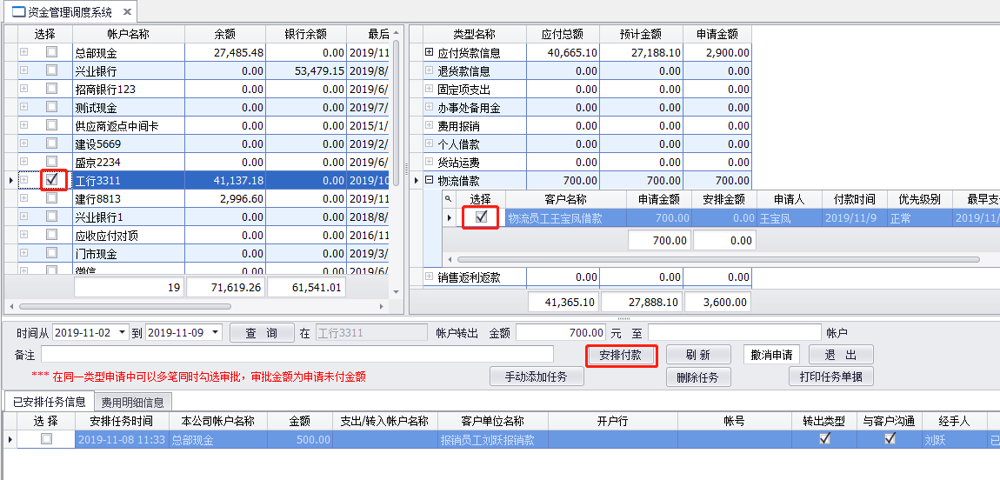 资金管理调度系统
选择 帐户名称 余额 银行余额 最后
总部现金 27,485.48 0.00 2019/11
兴业银行 0.00 53,479.15 2019/8/
招商银行123 0.00 0.00 2019/6/
测试现金 0.00 0.00 2019/7/
供应商返点中间卡 0.00 0.00 2015/1/
建设5669 0.00 0.00 2019/2/
盛京2234 0.00 0.00 2019/6/
工行3311 41,137.18 0.00 2019/10
建行8813 2,996.60 0.00 2019/11
兴业银行1 0.00 0.00 2018/8/
应收应付对顶 0.00 0.00 2016/11
门市现金 0.00 0.00 2019/3/
微信 0.00 0.00 2019/6/
19 71,619.26 61,541.01
类型名称 应付总额 预计金额 申请金额
应付货款信息 40,665.10 27,188.10 2,900.00
退货款信息 0.00 0.00 0.00
固定项支出 0.00 0.00 0.00
办事处备用金 0.00 0.00 0.00
费用报销 0.00 0.00 0.00
个人借款 0.00 0.00 0.00
货站运费 0.00 0.00 0.00
物流借款 700.00 700.00 700.00
选择 客户名称 申请金额 安排金额 申请人 付款时间 优先级别 最早支
物流员工王宝凤借款 700.00 0.00 王宝凤 2019/11/9 正常 2019/11/
700.00 0.00
销售返利返款 0.00 0.00 0.00
41,365.10 27,888.10 3,600.00
时间从 2019-11-02 到 2019-11-09 查 询 在 工行3311 帐户转出 金额 700.00 元 至 帐户
备注 安排付款 刷 新 撤消申请 退 出
*** 在同一类型申请中可以多笔同时勾选审批，审批金额为申请未付金额 手动添加任务 删除任务 打印任务单据
已安排任务信息 费用明细信息
选 择 安排任务时间 本公司帐户名称 金额 支出/转入帐户名称 客户单位名称 开户行 帐号 转出类型 与客户沟通 经手人
2019-11-08 11:33 总部现金 500.00 报销员工刘跃报销款 刘跃 已